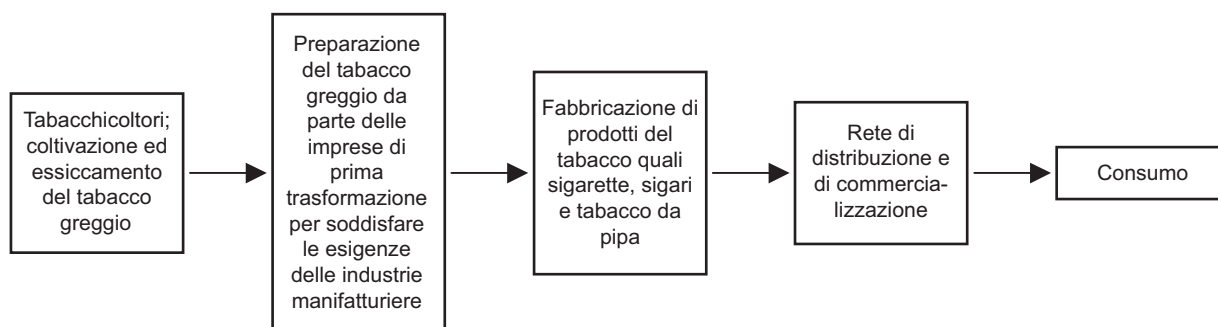 Tabacchicoltori;
coltivazione ed
essiccamento
del tabacco
greggio
Preparazione
del tabacco
greggio da
parte delle
imprese di
prima
trasformazione
per soddisfare
le esigenze
delle industrie
manifatturiere
Fabbricazione di
prodotti del
tabacco quali
sigarette, sigari
e tabacco da
pipa
Rete di
distribuzione e
di commercia-
lizzazione
Consumo